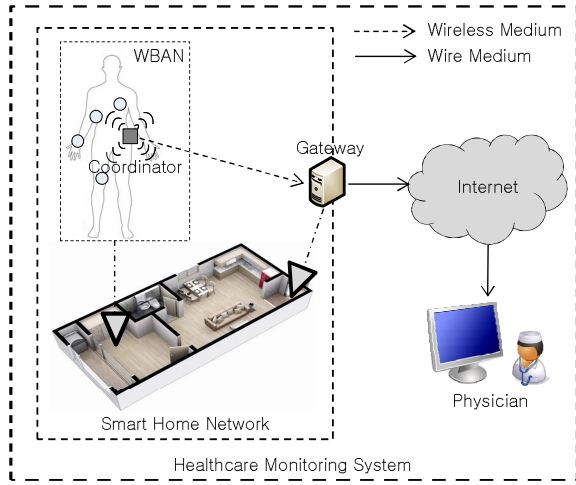 WBAN
Wireless Medium
Wire Medium
Coordinator
Gateway
Internet
Physician
Smart Home Network
Healthcare Monitoring System